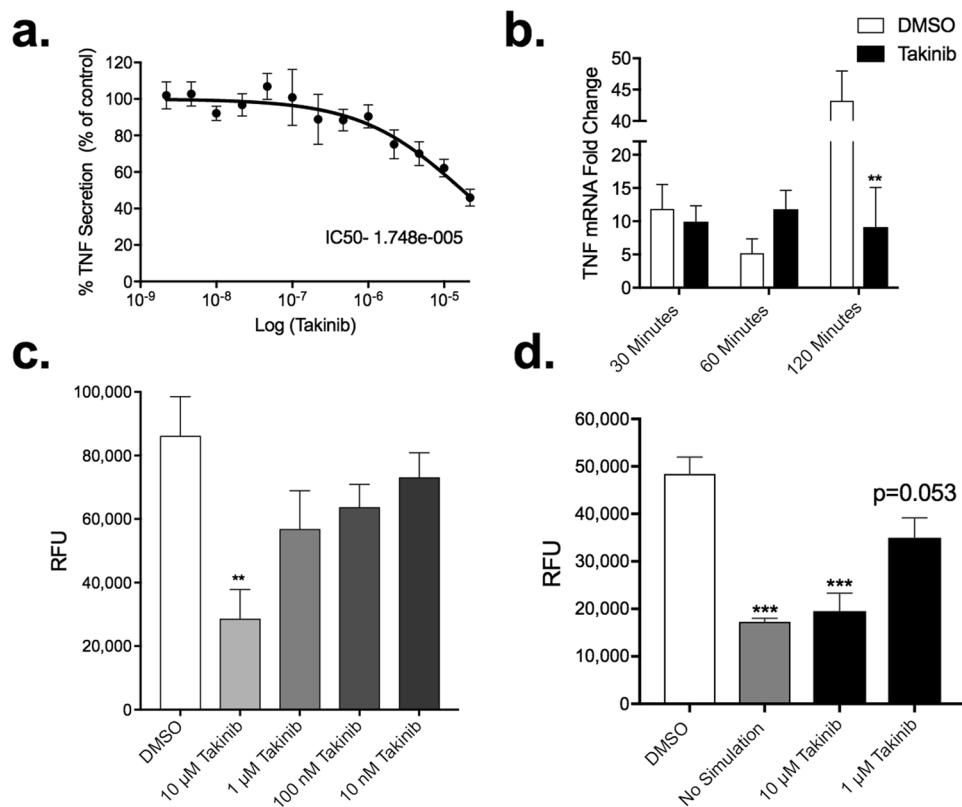 a.
120
100
80
60
40
20
0
% TNF Secretion (% of control)
IC50- 1.748e-005
10-9
10-8
10-7
10-6
10-5
Log (Takinib)
b.
DMSO
Takinib
50
45
40
20
15
10
5
0
TNF mRNA Fold Change
**
30 Minutes
60 Minutes
120 Minutes
c.
100,000
80,000
60,000
40,000
20,000
0
RFU
**
DMSO
10 µM Takinib
1 µM Takinib
100 nM Takinib
10 nM Takinib
d.
60,000
50,000
40,000
30,000
20,000
10,000
0
RFU
p=0.053
***
***
DMSO
No Simulation
10 µM Takinib
1 µM Takinib